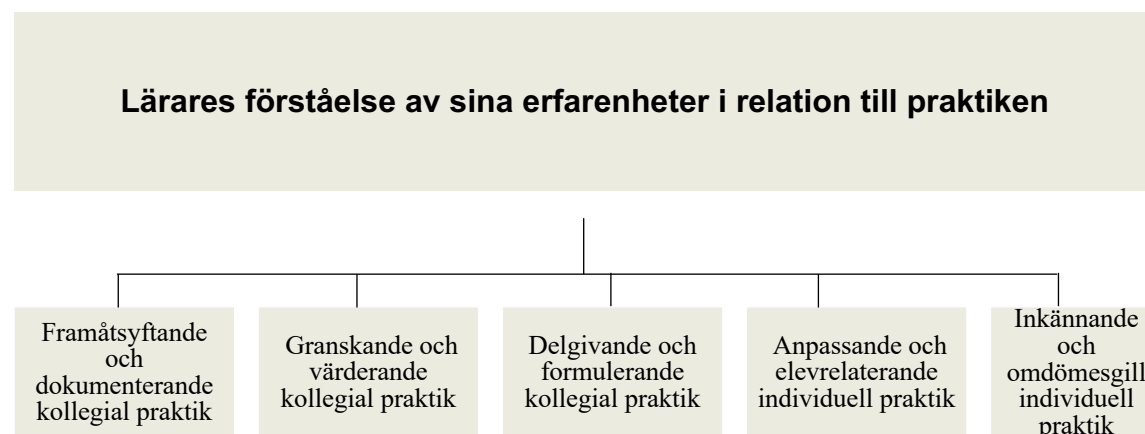 Lärares förståelse av sina erfarenheter i relation till praktiken
Framåtsyftande
och
dokumenterande
kollegial praktik
Granskande och
värderande
kollegial praktik
Delgivande och
formulerande
kollegial praktik
Anpassande och
elevrelaterande
individuell praktik
Inkännande
och
omdömesgill
individuell
praktik